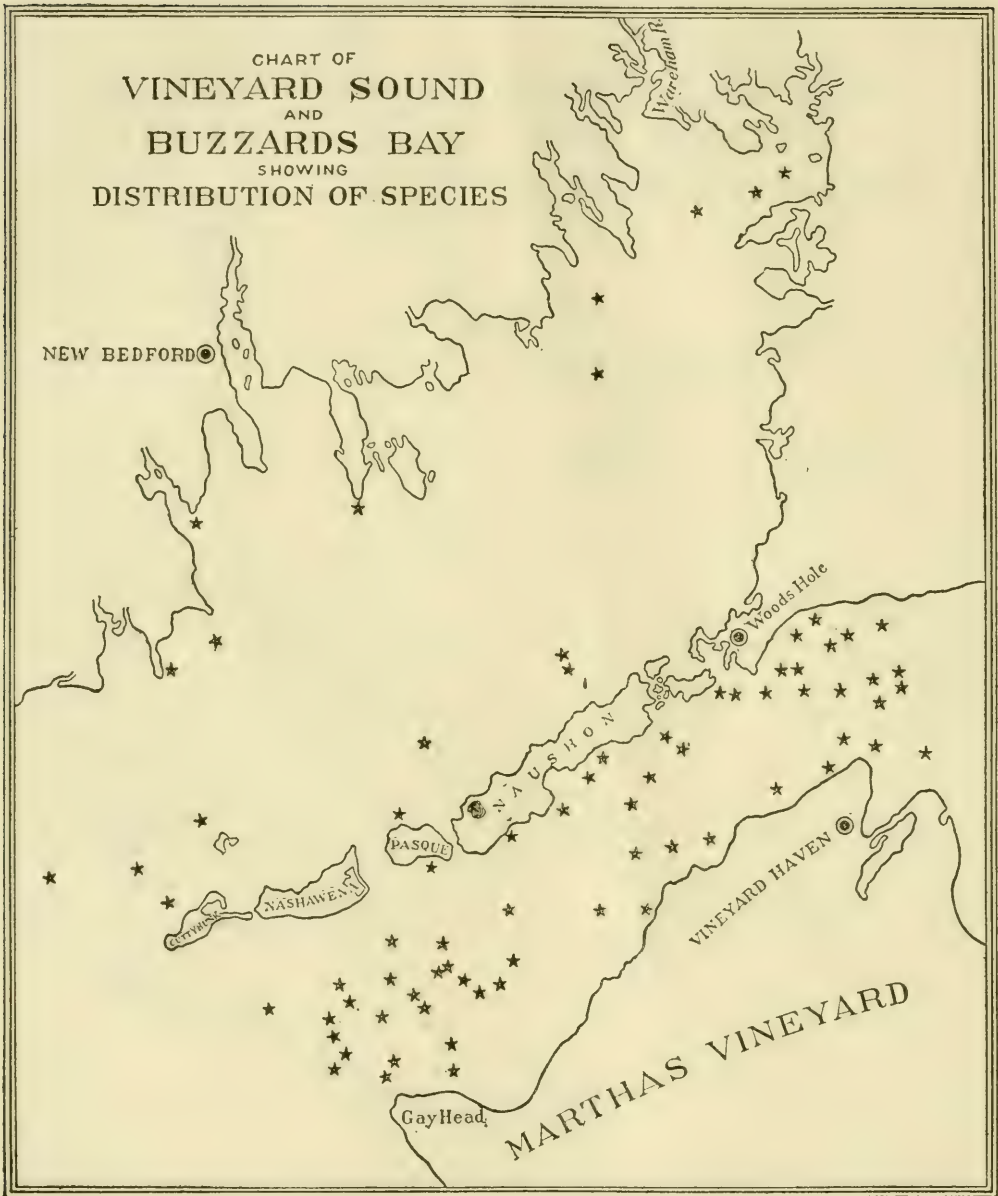 CHART OF
VINEYARD SOUND
AND
BUZZARDS BAY
SHOWING
DISTRIBUTION OF SPECIES
Wareham R.
NEW BEDFORD
Woods Hole
NAUSHON
PASQUE
NASHAWENA
CUTTYHUNK
VINEYARD HAVEN
MARTHAS VINEYARD
Gay Head